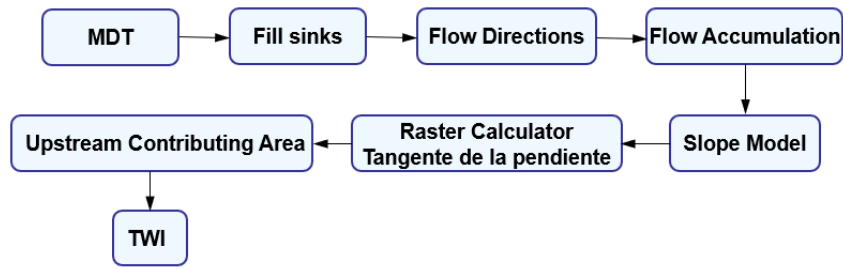 MDT
Fill sinks
Flow Directions
Flow Accumulation
Slope Model
Raster Calculator
Tangente de la pendiente
Upstream Contributing Area
TWI